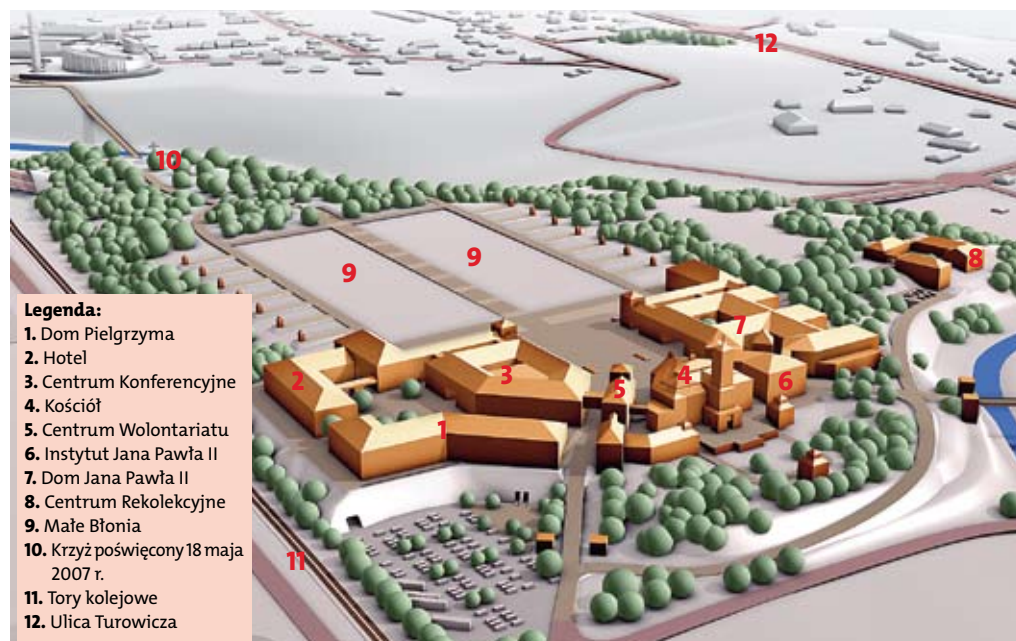 12
10
9
9
8
7
2
3
5
4
6
1
11
Legenda:
1. Dom Pielgrzyma
2. Hotel
3. Centrum Konferencyjne
4. Kościół
5. Centrum Wolontariatu
6. Instytut Jana Pawła II
7. Dom Jana Pawła II
8. Centrum Rekolekcyjne
9. Małe Błonia
10. Krzyż poświęcony 18 maja
2007 r.
11. Tory kolejowe
12. Ulica Turowicza